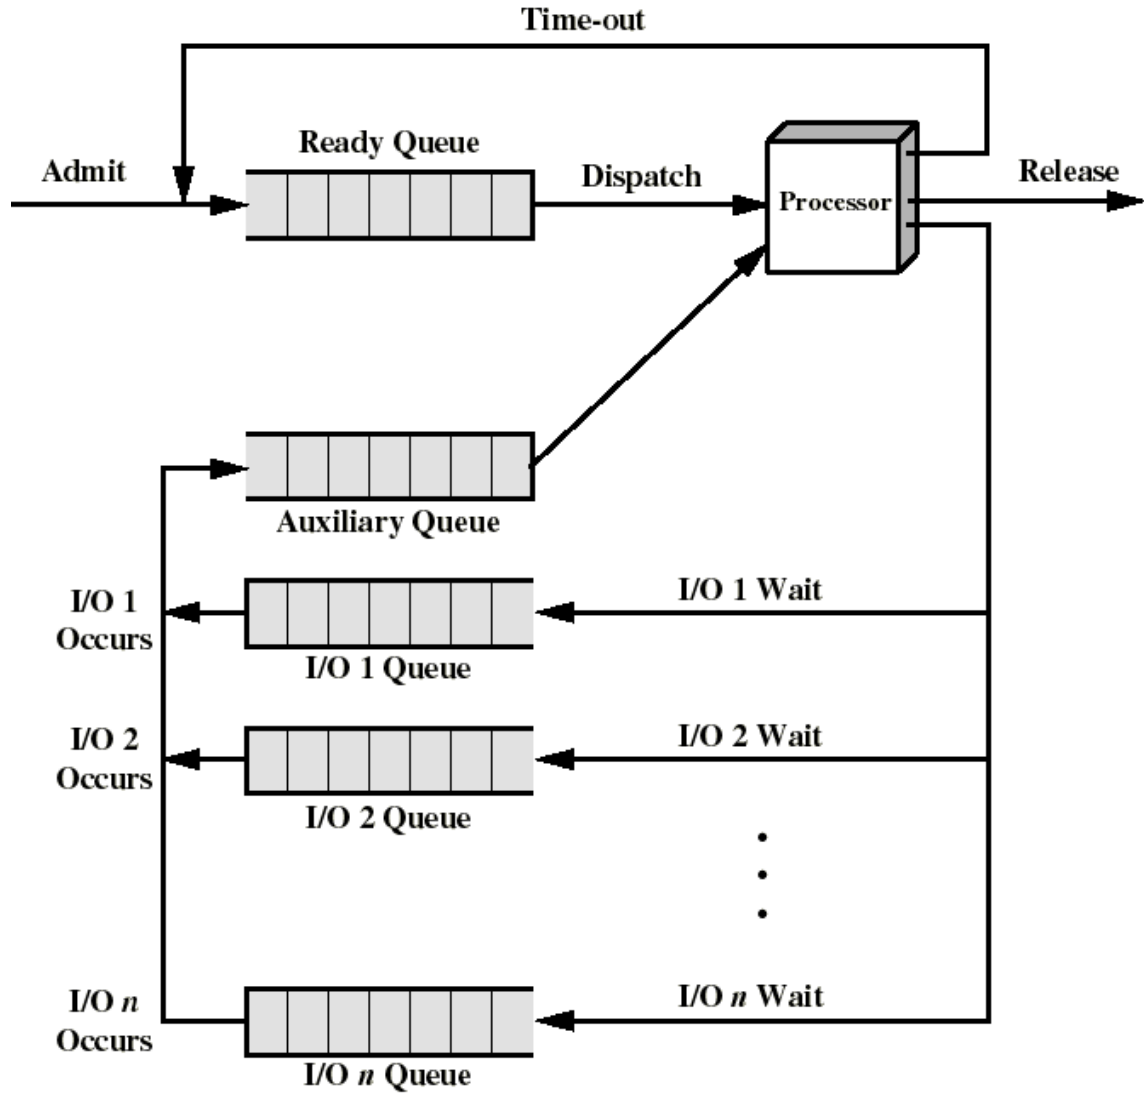 Time-out
Ready Queue
Admit
Dispatch
Processor
Release
Auxiliary Queue
I/O 1
Occurs
I/O 1 Wait
I/O 1 Queue
I/O 2
Occurs
I/O 2 Wait
I/O 2 Queue
I/O n
Occurs
I/O n Wait
I/O n Queue